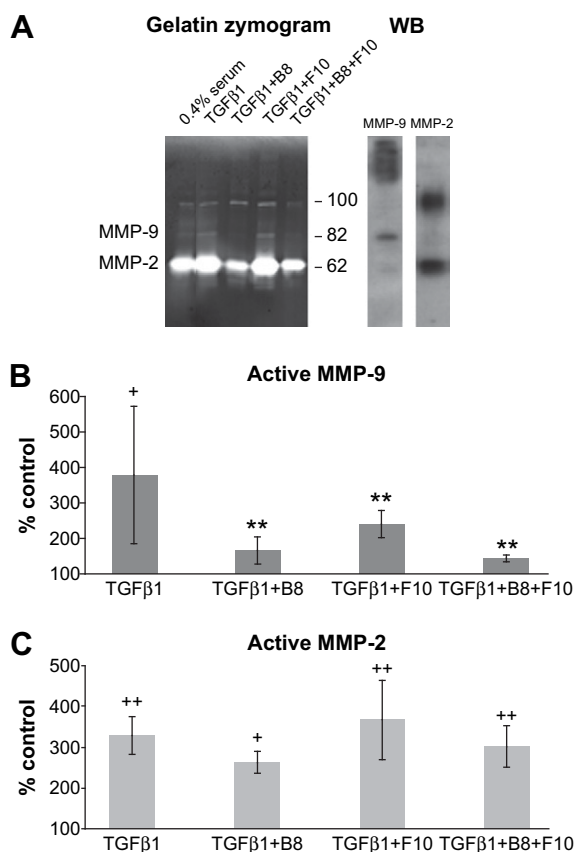 A
Gelatin zymogram
WB
0.4% serum
TGFβ1
TGFβ1+B8
TGFβ1+F10
TGFβ1+B8+F10
MMP-9 MMP-2
– 100
MMP-9
– 82
MMP-2
– 62
B
Active MMP-9
% control
600
500
400
300
200
100
+
**
**
**
TGFβ1
TGFβ1+B8
TGFβ1+F10
TGFβ1+B8+F10
C
Active MMP-2
% control
500
400
300
200
100
++
+
++
++
TGFβ1
TGFβ1+B8
TGFβ1+F10
TGFβ1+B8+F10